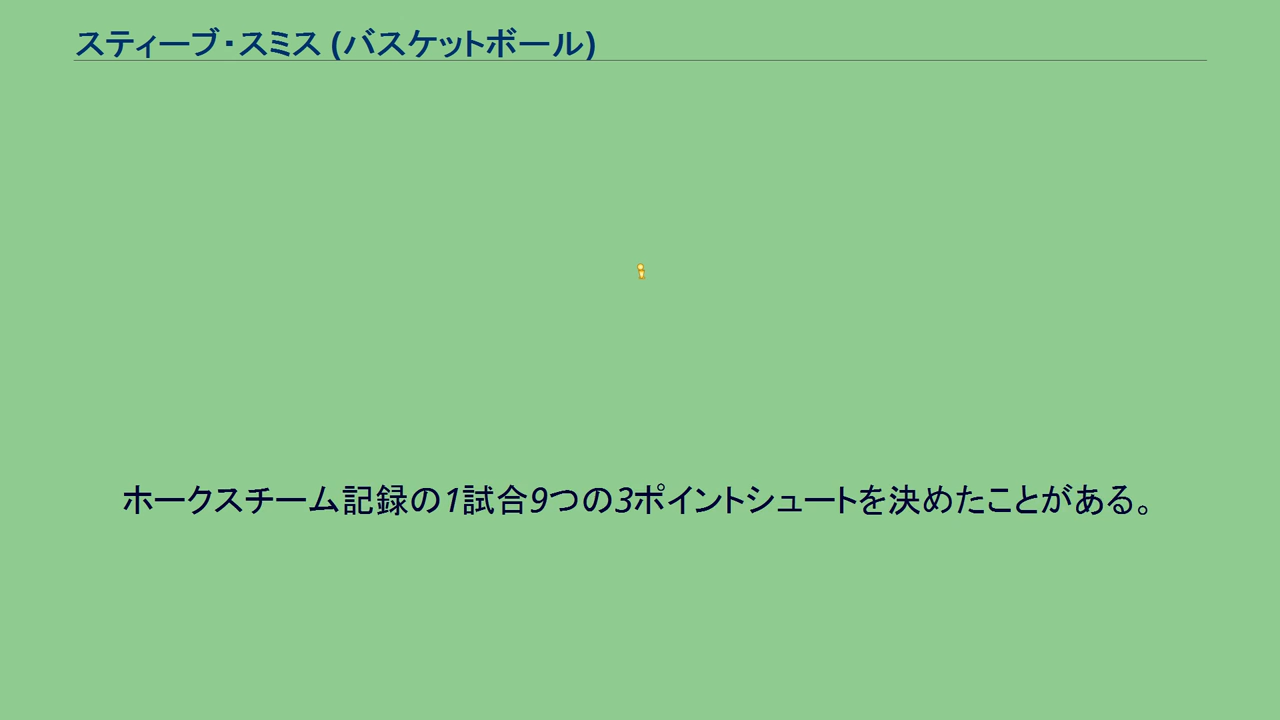 スティーブ・スミス (バスケットボール)
ホークスチーム記録の1試合9つの3ポイントシュートを決めたことがある。